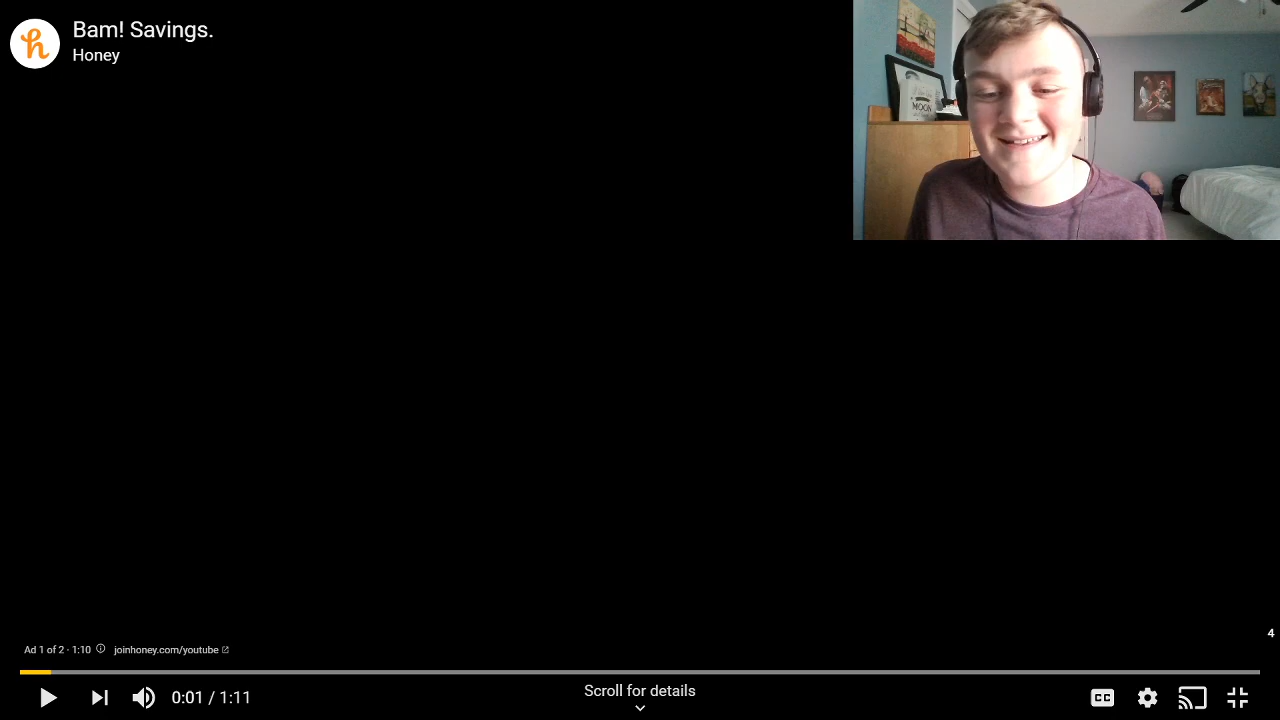 Bam! Savings.
Honey
MOON
4
Ad 1 of 2 · 1:10 joinhoney.com/youtube
0:01 / 1:11
Scroll for details
CC